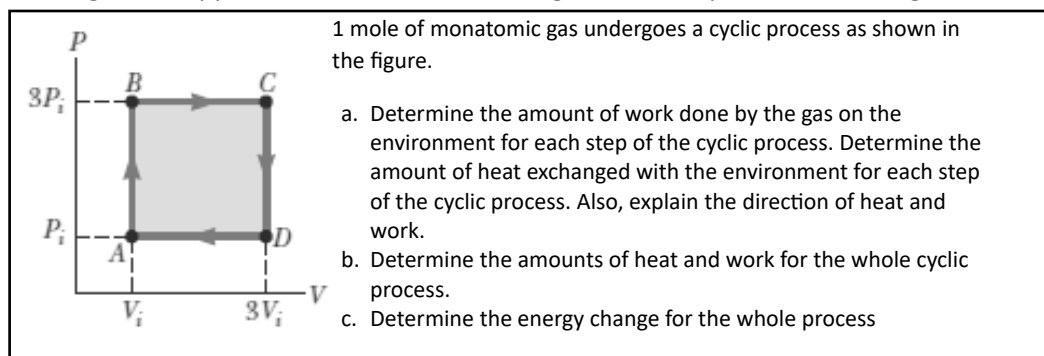 P
B
C
3Pᵢ
Pᵢ
A
D
V
Vᵢ
3Vᵢ
1 mole of monatomic gas undergoes a cyclic process as shown in
the figure.
a. Determine the amount of work done by the gas on the
environment for each step of the cyclic process. Determine the
amount of heat exchanged with the environment for each step
of the cyclic process. Also, explain the direction of heat and
work.
b. Determine the amounts of heat and work for the whole cyclic
process.
c. Determine the energy change for the whole process